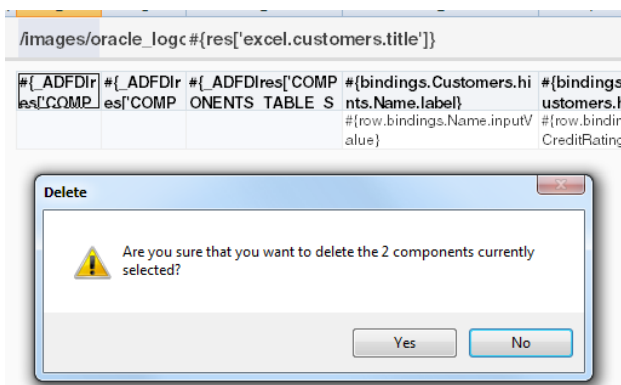 /images/oracle_logo #{res['excel.customers.title']}
#{_ADFDIr #{_ADFDIr #{_ADFDIres['COMP #{bindings.Customers.hi #{bindings
es['COMP es['COMP ONENTS_TABLE_S nts.Name.label} ustomers.h
#{row.bindings.Name.inputV #{row.bindin
alue} CreditRating
Delete
Are you sure that you want to delete the 2 components currently
selected?
Yes No